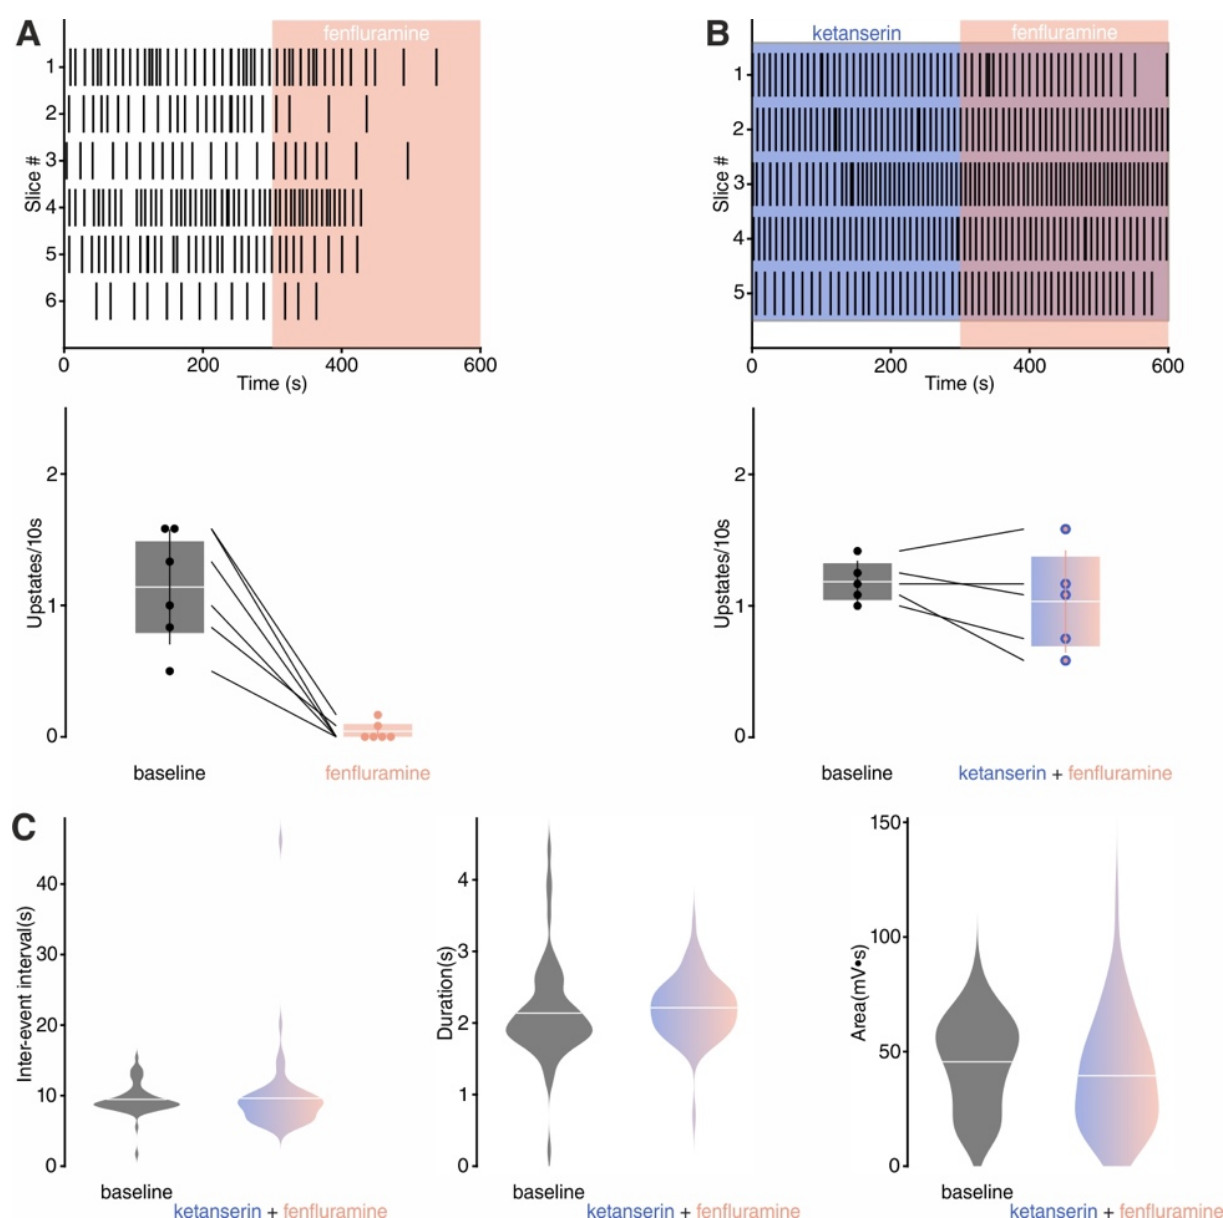 A
fenfluramine
Slice #
1
2
3
4
5
6
0
200
400
600
Time (s)
B
ketanserin
fenfluramine
Slice #
1
2
3
4
5
0
200
400
600
Time (s)
Upstates/10s
2
1
0
baseline
fenfluramine
Upstates/10s
2
1
0
baseline
ketanserin + fenfluramine
C
Inter-event interval(s)
40
30
20
10
0
baseline
ketanserin + fenfluramine
Duration(s)
4
3
2
1
0
baseline
ketanserin + fenfluramine
Area(mV•s)
150
100
50
0
baseline
ketanserin + fenfluramine